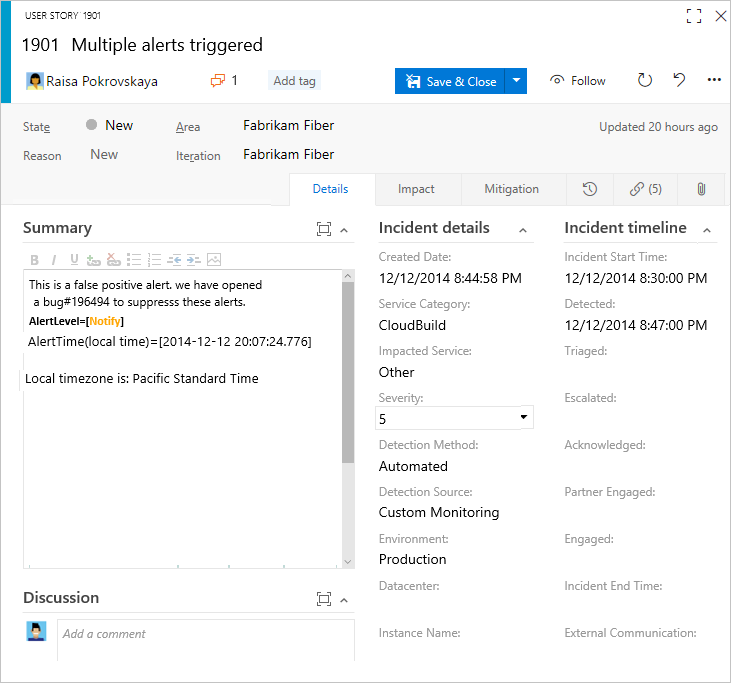 USER STORY 1901
1901 Multiple alerts triggered
Raisa Pokrovskaya 1 Add tag Save & Close Follow
State New Area Fabrikam Fiber Updated 20 hours ago
Reason New Iteration Fabrikam Fiber
Details Impact Mitigation (5)
Summary
B I U
This is a false positive alert. we have opened
a bug#196494 to suppresss these alerts.
AlertLevel=[Notify]
AlertTime(local time)=[2014-12-12 20:07:24.776]
Local timezone is: Pacific Standard Time
Discussion
Add a comment
Incident details
Created Date:
12/12/2014 8:44:58 PM
Service Category:
CloudBuild
Impacted Service:
Other
Severity:
5
Detection Method:
Automated
Detection Source:
Custom Monitoring
Environment:
Production
Datacenter:
Instance Name:
Incident timeline
Incident Start Time:
12/12/2014 8:30:00 PM
Detected:
12/12/2014 8:47:00 PM
Triaged:
Escalated:
Acknowledged:
Partner Engaged:
Engaged:
Incident End Time:
External Communication: